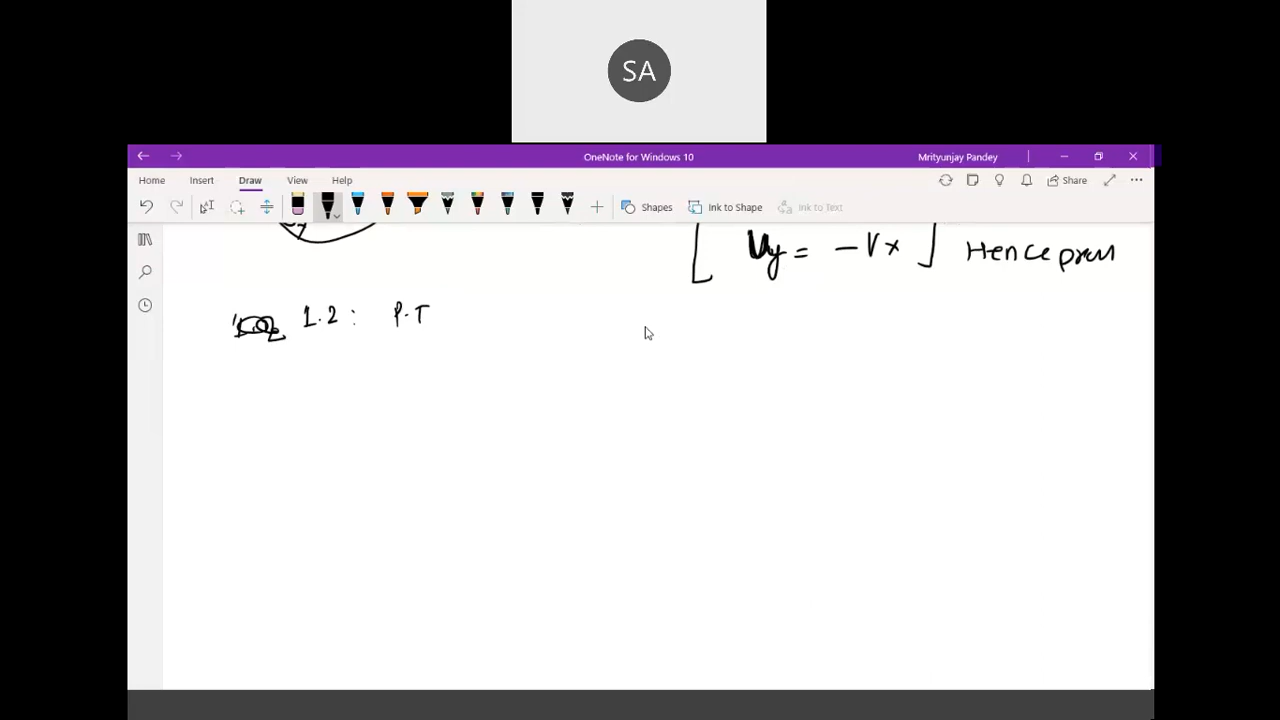 SA
OneNote for Windows 10
Mrityunjay Pandey
Home Insert Draw View Help
Share
Shapes Ink to Shape Ink to Text
[ Uy = -Vx ] Hence
1.2 : P.T